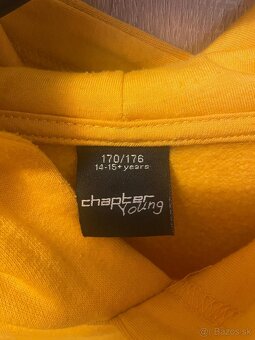 170/176
14-15+ years
chapter
Young
Bazos.sk